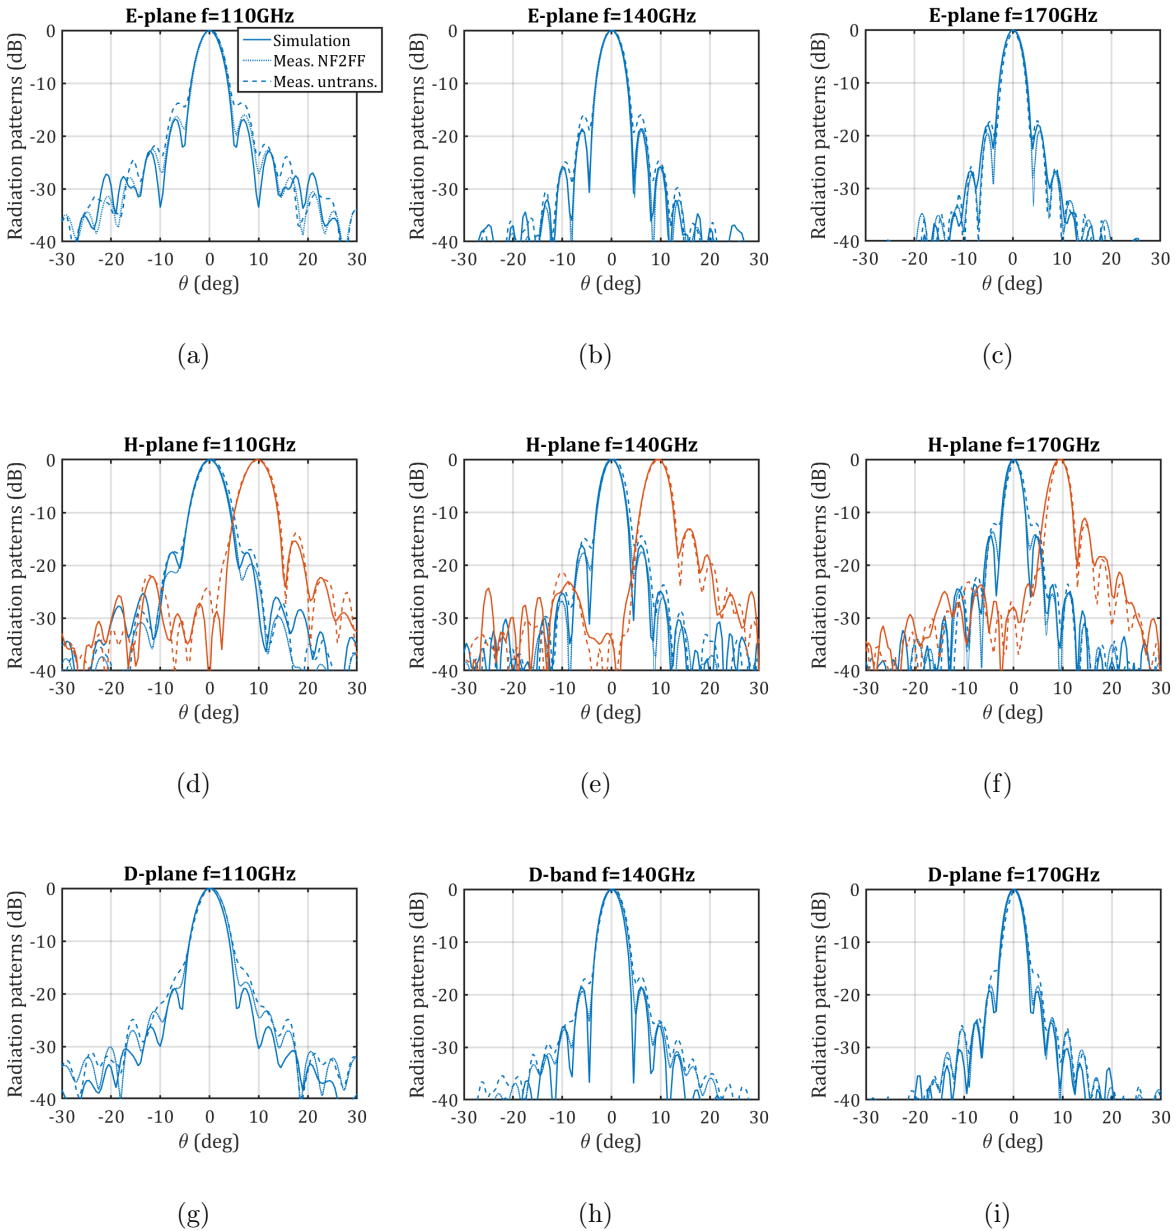 E-plane f=110GHz
Radiation patterns (dB)
0
-10
-20
-30
-40
-30 -20 -10 0 10 20 30
θ (deg)
Simulation
Meas. NF2FF
Meas. untrans.
(a)
E-plane f=140GHz
Radiation patterns (dB)
0
-10
-20
-30
-40
-30 -20 -10 0 10 20 30
θ (deg)
(b)
E-plane f=170GHz
Radiation patterns (dB)
0
-10
-20
-30
-40
-30 -20 -10 0 10 20 30
θ (deg)
(c)
H-plane f=110GHz
Radiation patterns (dB)
0
-10
-20
-30
-40
-30 -20 -10 0 10 20 30
θ (deg)
(d)
H-plane f=140GHz
Radiation patterns (dB)
0
-10
-20
-30
-40
-30 -20 -10 0 10 20 30
θ (deg)
(e)
H-plane f=170GHz
Radiation patterns (dB)
0
-10
-20
-30
-40
-30 -20 -10 0 10 20 30
θ (deg)
(f)
D-plane f=110GHz
Radiation patterns (dB)
0
-10
-20
-30
-40
-30 -20 -10 0 10 20 30
θ (deg)
(g)
D-band f=140GHz
Radiation patterns (dB)
0
-10
-20
-30
-40
-30 -20 -10 0 10 20 30
θ (deg)
(h)
D-plane f=170GHz
Radiation patterns (dB)
0
-10
-20
-30
-40
-30 -20 -10 0 10 20 30
θ (deg)
(i)